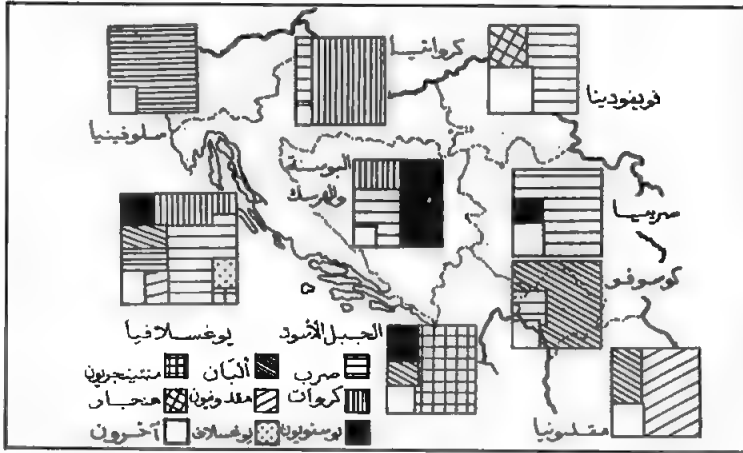 كرواتيا
فويفودينا
سلوفينيا
البوسنة
والهرسك
صربيا
كوسوفو
يوغسلافيا
الجبل الأسود
صرب
ألبان
منتينجريون
كروات
مقدونيون
هنجار
بوسنويون
يوغسلاف
آخرون
مقدونيا